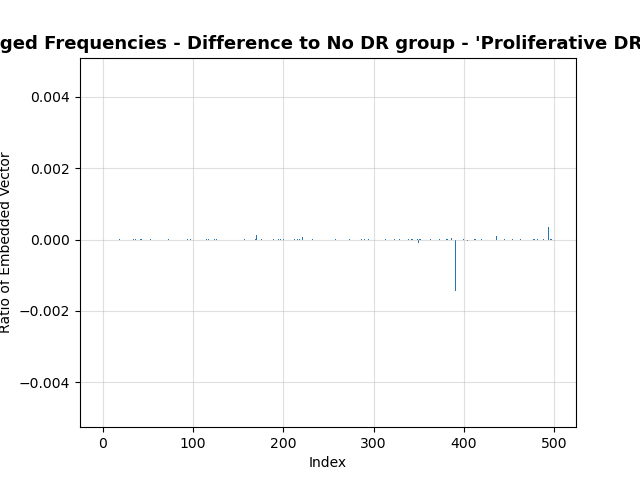 ged Frequencies - Difference to No DR group - 'Proliferative DR
0.004
0.002
0.000
−0.002
−0.004
Ratio of Embedded Vector
0 100 200 300 400 500
Index